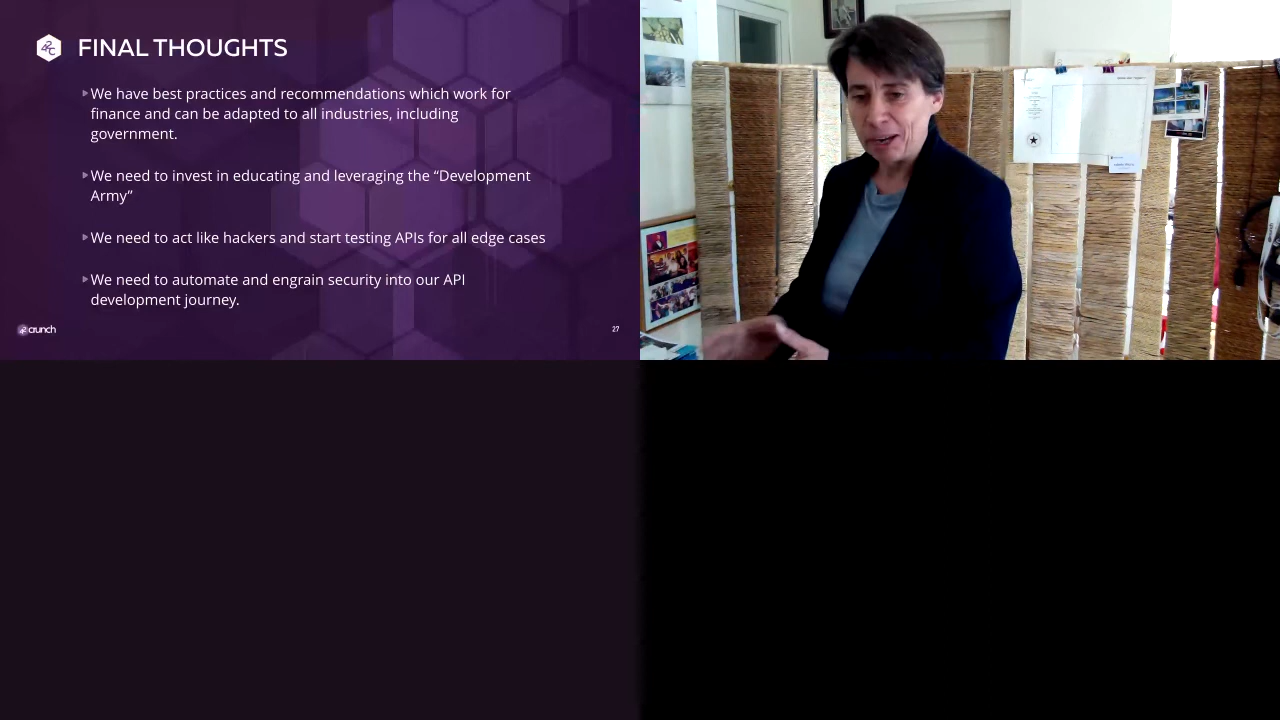 FINAL THOUGHTS
We have best practices and recommendations which work for
finance and can be adapted to all industries, including
government.
We need to invest in educating and leveraging the “Development
Army”
We need to act like hackers and start testing APIs for all edge cases
We need to automate and engrain security into our API
development journey.
42 crunch
27